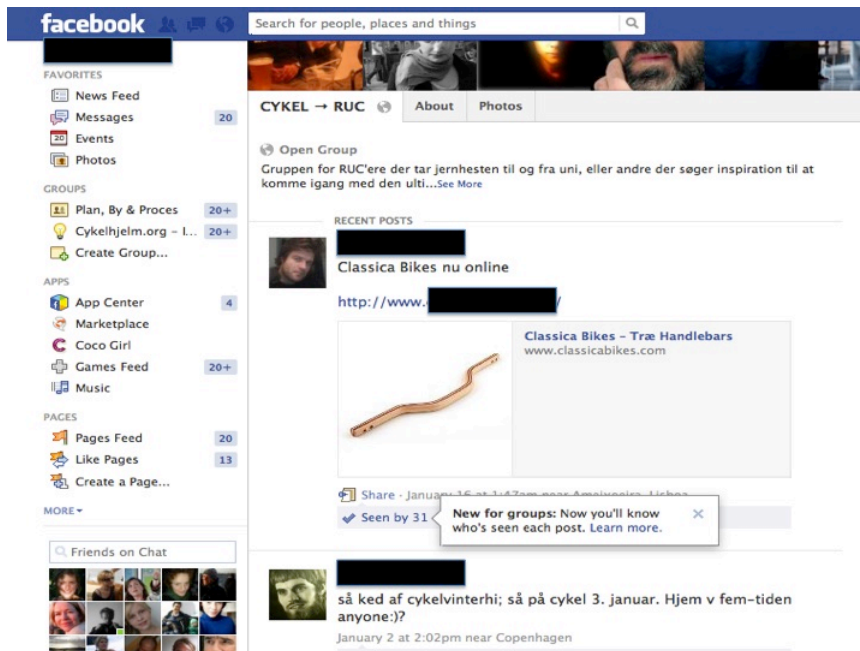 facebook
Search for people, places and things
FAVORITES
News Feed
Messages 20
20 Events
Photos
GROUPS
Plan, By & Proces 20+
Cykelhjelm.org – I... 20+
Create Group...
APPS
App Center 4
Marketplace
Coco Girl
Games Feed 20+
Music
PAGES
Pages Feed 20
Like Pages 13
Create a Page...
MORE
Friends on Chat
CYKEL → RUC About Photos
Open Group
Gruppen for RUC'ere der tar jernhesten til og fra uni, eller andre der søger inspiration til at
komme igang med den ulti...See More
RECENT POSTS
Classica Bikes nu online
http://www. /
Classica Bikes – Træ Handlebars
www.classicabikes.com
Share · January 16 at 1:47am near Ameixoeira, Lisboa
Seen by 31
New for groups: Now you'll know
who's seen each post. Learn more.
så ked af cykelvinterhi; så på cykel 3. januar. Hjem v fem-tiden
anyone:)?
January 2 at 2:02pm near Copenhagen